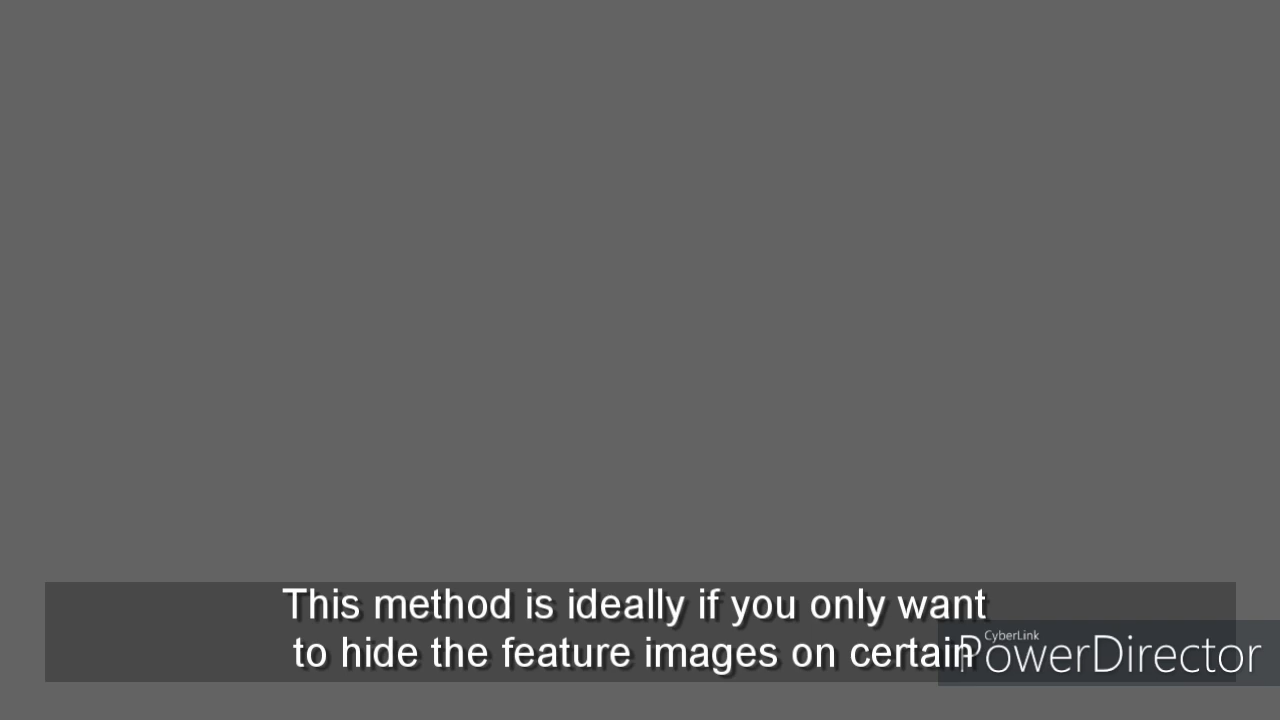 This method is ideally if you only want
to hide the feature images on certain
CyberLink
PowerDirector